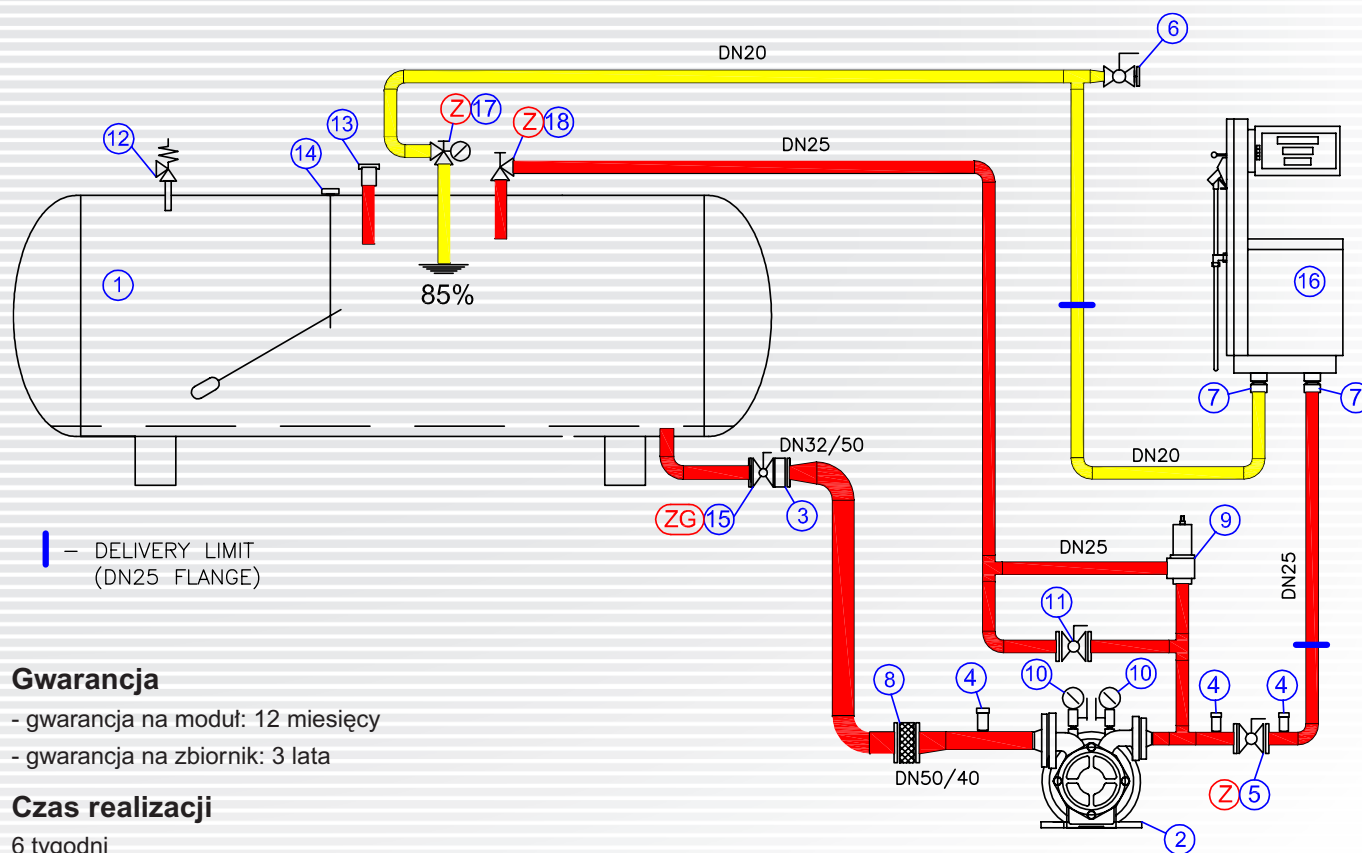 DN20
6
Z 17
Z 18
13
12
14
DN25
1
85%
16
7
7
DN20
DN32/50
ZG 15
3
– DELIVERY LIMIT
(DN25 FLANGE)
DN25
9
DN25
11
Gwarancja
- gwarancja na moduł: 12 miesięcy
- gwarancja na zbiornik: 3 lata
8
4
10
10
4
4
DN50/40
Z 5
2
Czas realizacji
6 tygodni